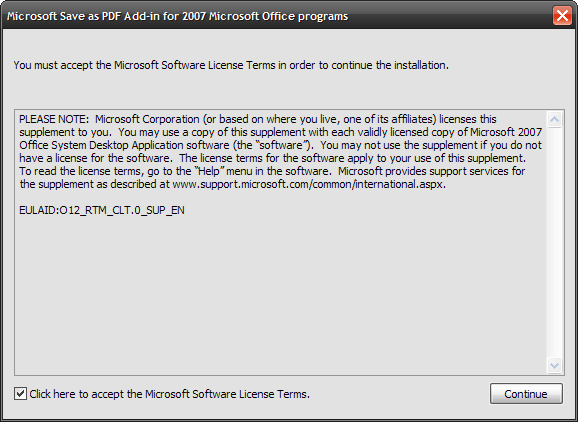 Microsoft Save as PDF Add-in for 2007 Microsoft Office programs
You must accept the Microsoft Software License Terms in order to continue the installation.
PLEASE NOTE:  Microsoft Corporation (or based on where you live, one of its affiliates) licenses this
supplement to you.  You may use a copy of this supplement with each validly licensed copy of Microsoft 2007
Office System Desktop Application software (the “software”).  You may not use the supplement if you do not
have a license for the software.  The license terms for the software apply to your use of this supplement.
To read the license terms, go to the “Help” menu in the software.  Microsoft provides support services for
the supplement as described at www.support.microsoft.com/common/international.aspx.
EULAID:O12_RTM_CLT.0_SUP_EN
Click here to accept the Microsoft Software License Terms.
Continue